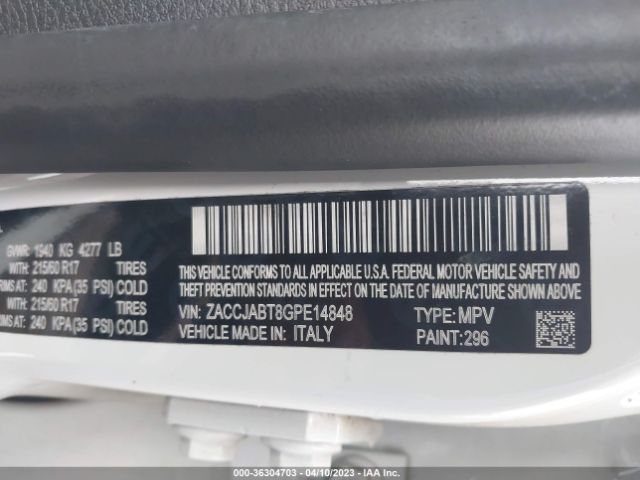 GVWR: 1940 KG 4277 LB
WITH: 215/60 R17 TIRES
RIMS AT: 240 KPA(35 PSI) COLD
WITH: 215/60 R17 TIRES
RIMS AT: 240 KPA(35 PSI) COLD
THIS VEHICLE CONFORMS TO ALL APPLICABLE U.S.A. FEDERAL MOTOR VEHICLE SAFETY AND
THEFT PREVENTION STANDARDS IN EFFECT ON THE DATE OF MANUFACTURE SHOWN ABOVE
VIN: ZACCJABT8GPE14848 TYPE:MPV
VEHICLE MADE IN ITALY PAINT:296
000-36304703 - 04/10/2023 - IAA Inc.